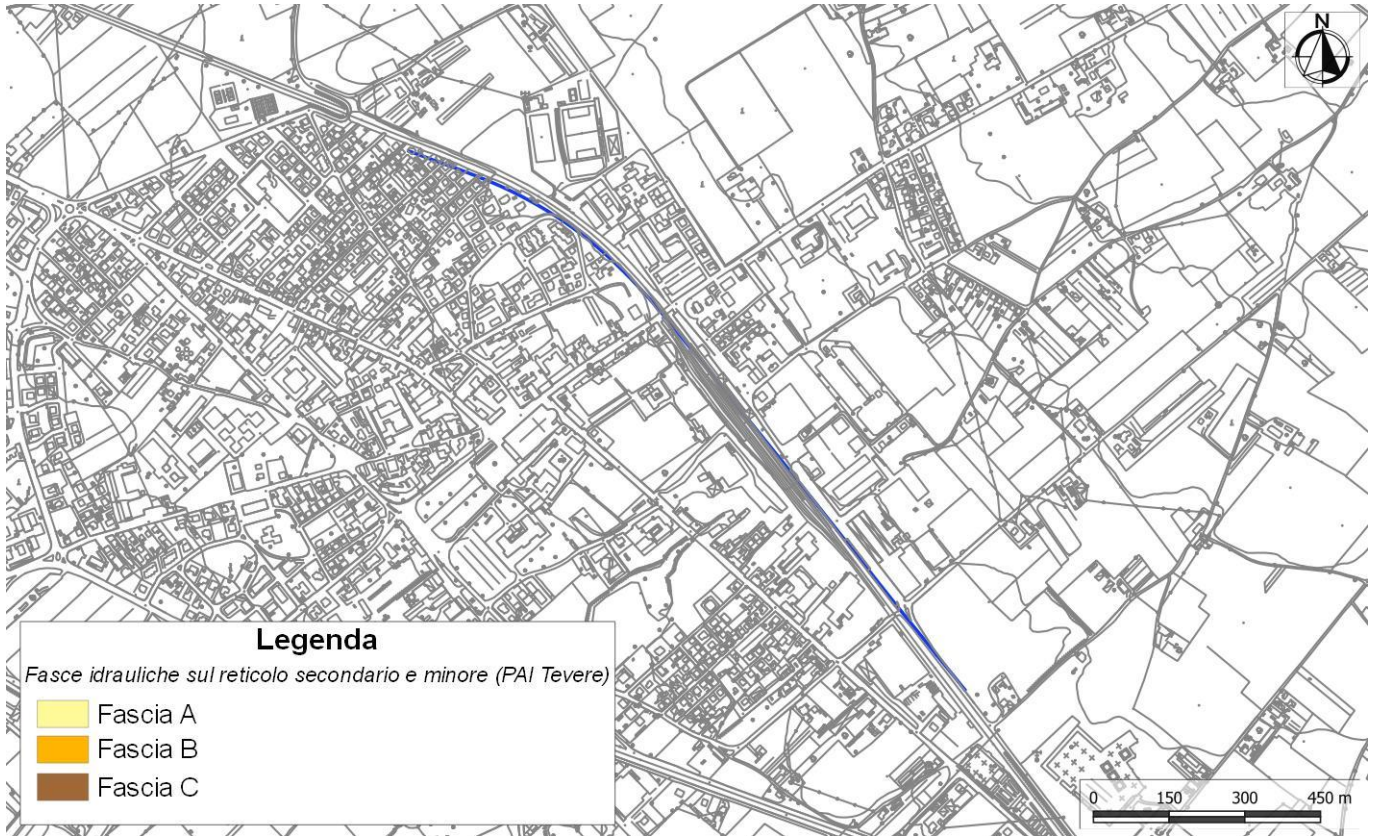 N
Legenda
Fasce idrauliche sul reticolo secondario e minore (PAI Tevere)
Fascia A
Fascia B
Fascia C
0 150 300 450 m